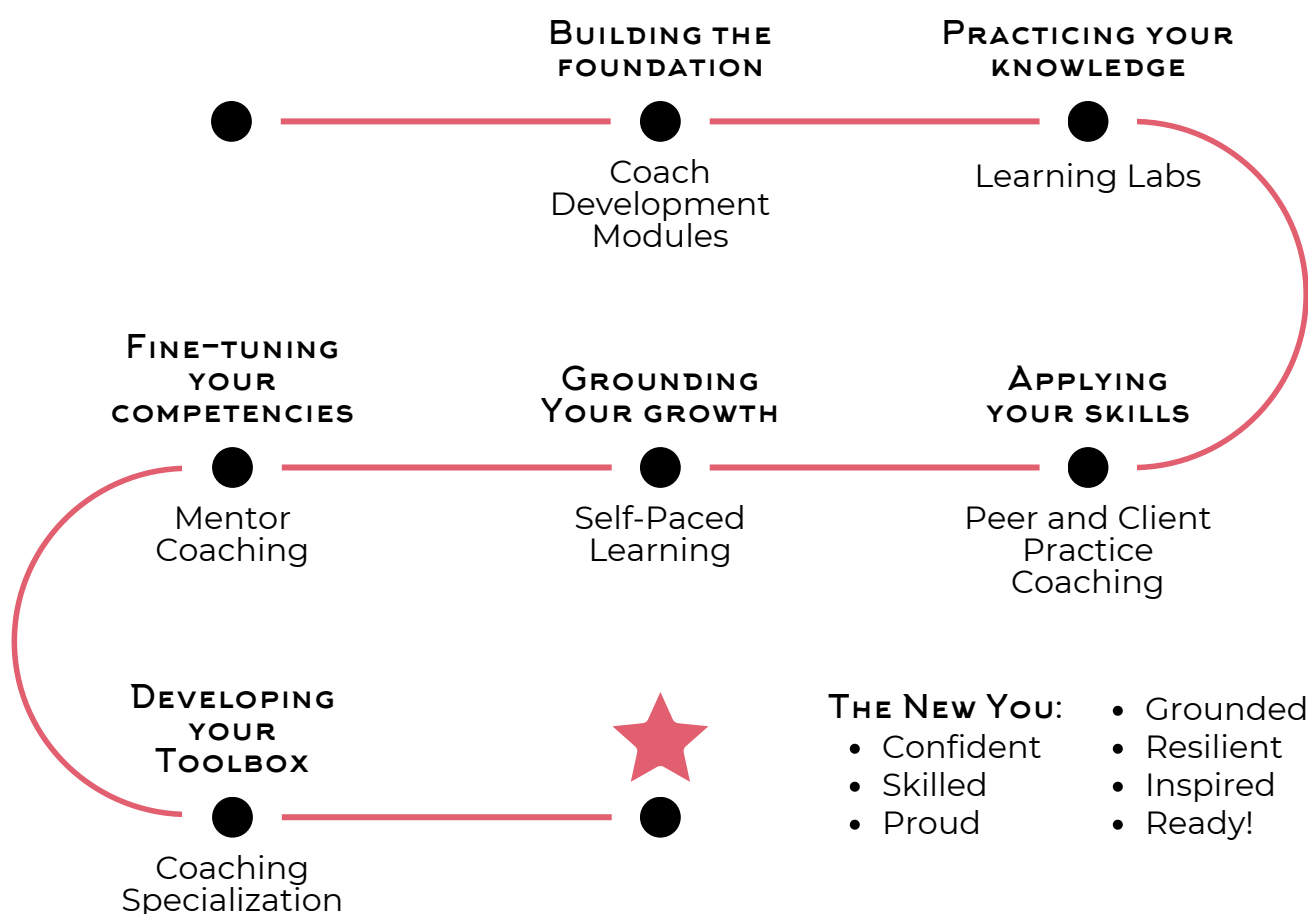 Building the
foundation
Coach
Development
Modules
Practicing your
knowledge
Learning Labs
Applying
your skills
Peer and Client
Practice
Coaching
Grounding
Your growth
Self-Paced
Learning
Fine-tuning
your
competencies
Mentor
Coaching
Developing
your
Toolbox
Coaching
Specialization
The New You:
• Confident
• Skilled
• Proud
• Grounded
• Resilient
• Inspired
• Ready!